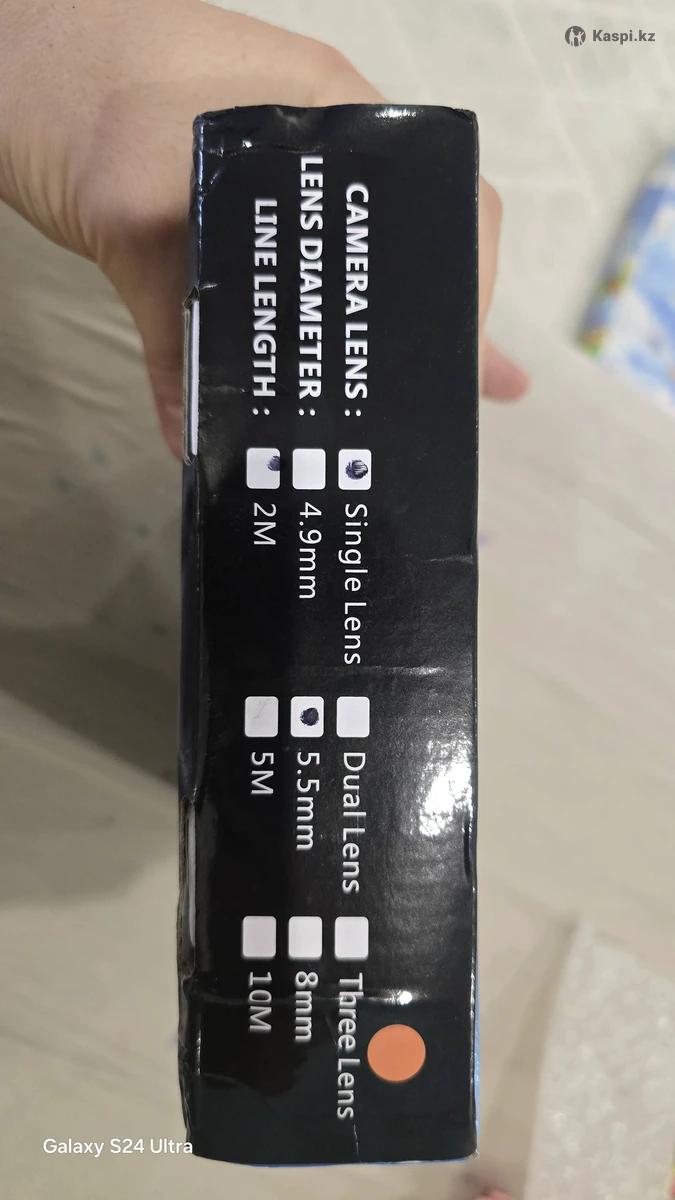 Kaspi.kz
CAMERA LENS: Single Lens Dual Lens Three Lens
LENS DIAMETER: 4.9mm 5.5mm 8mm
LINE LENGTH: 2M 5M 10M
Galaxy S24 Ultra